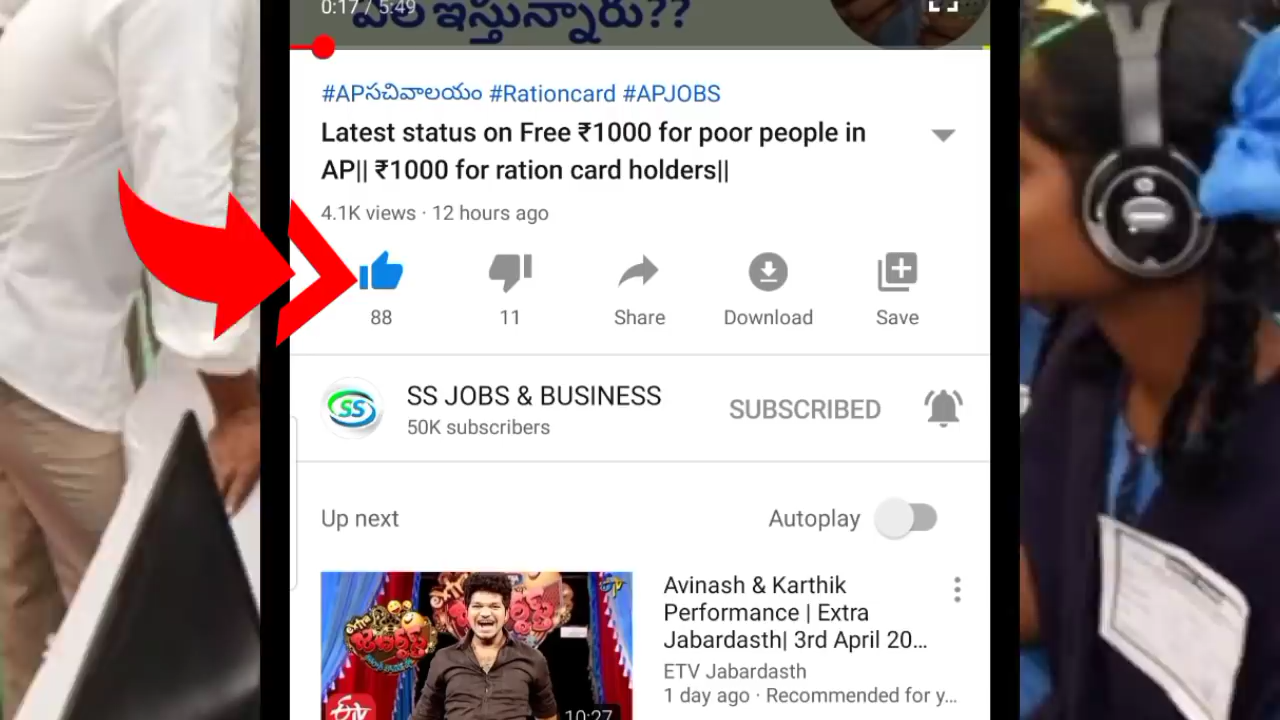 0:17 / 5:49
ఇస్తున్నారు??
#APసచివాలయం #Rationcard #APJOBS
Latest status on Free ₹1000 for poor people in
AP|| ₹1000 for ration card holders||
4.1K views · 12 hours ago
88
11
Share
Download
Save
SS
SS JOBS & BUSINESS
50K subscribers
SUBSCRIBED
Up next
Autoplay
Avinash & Karthik
Performance | Extra
Jabardasth| 3rd April 20...
ETV Jabardasth
1 day ago · Recommended for y...
10:27